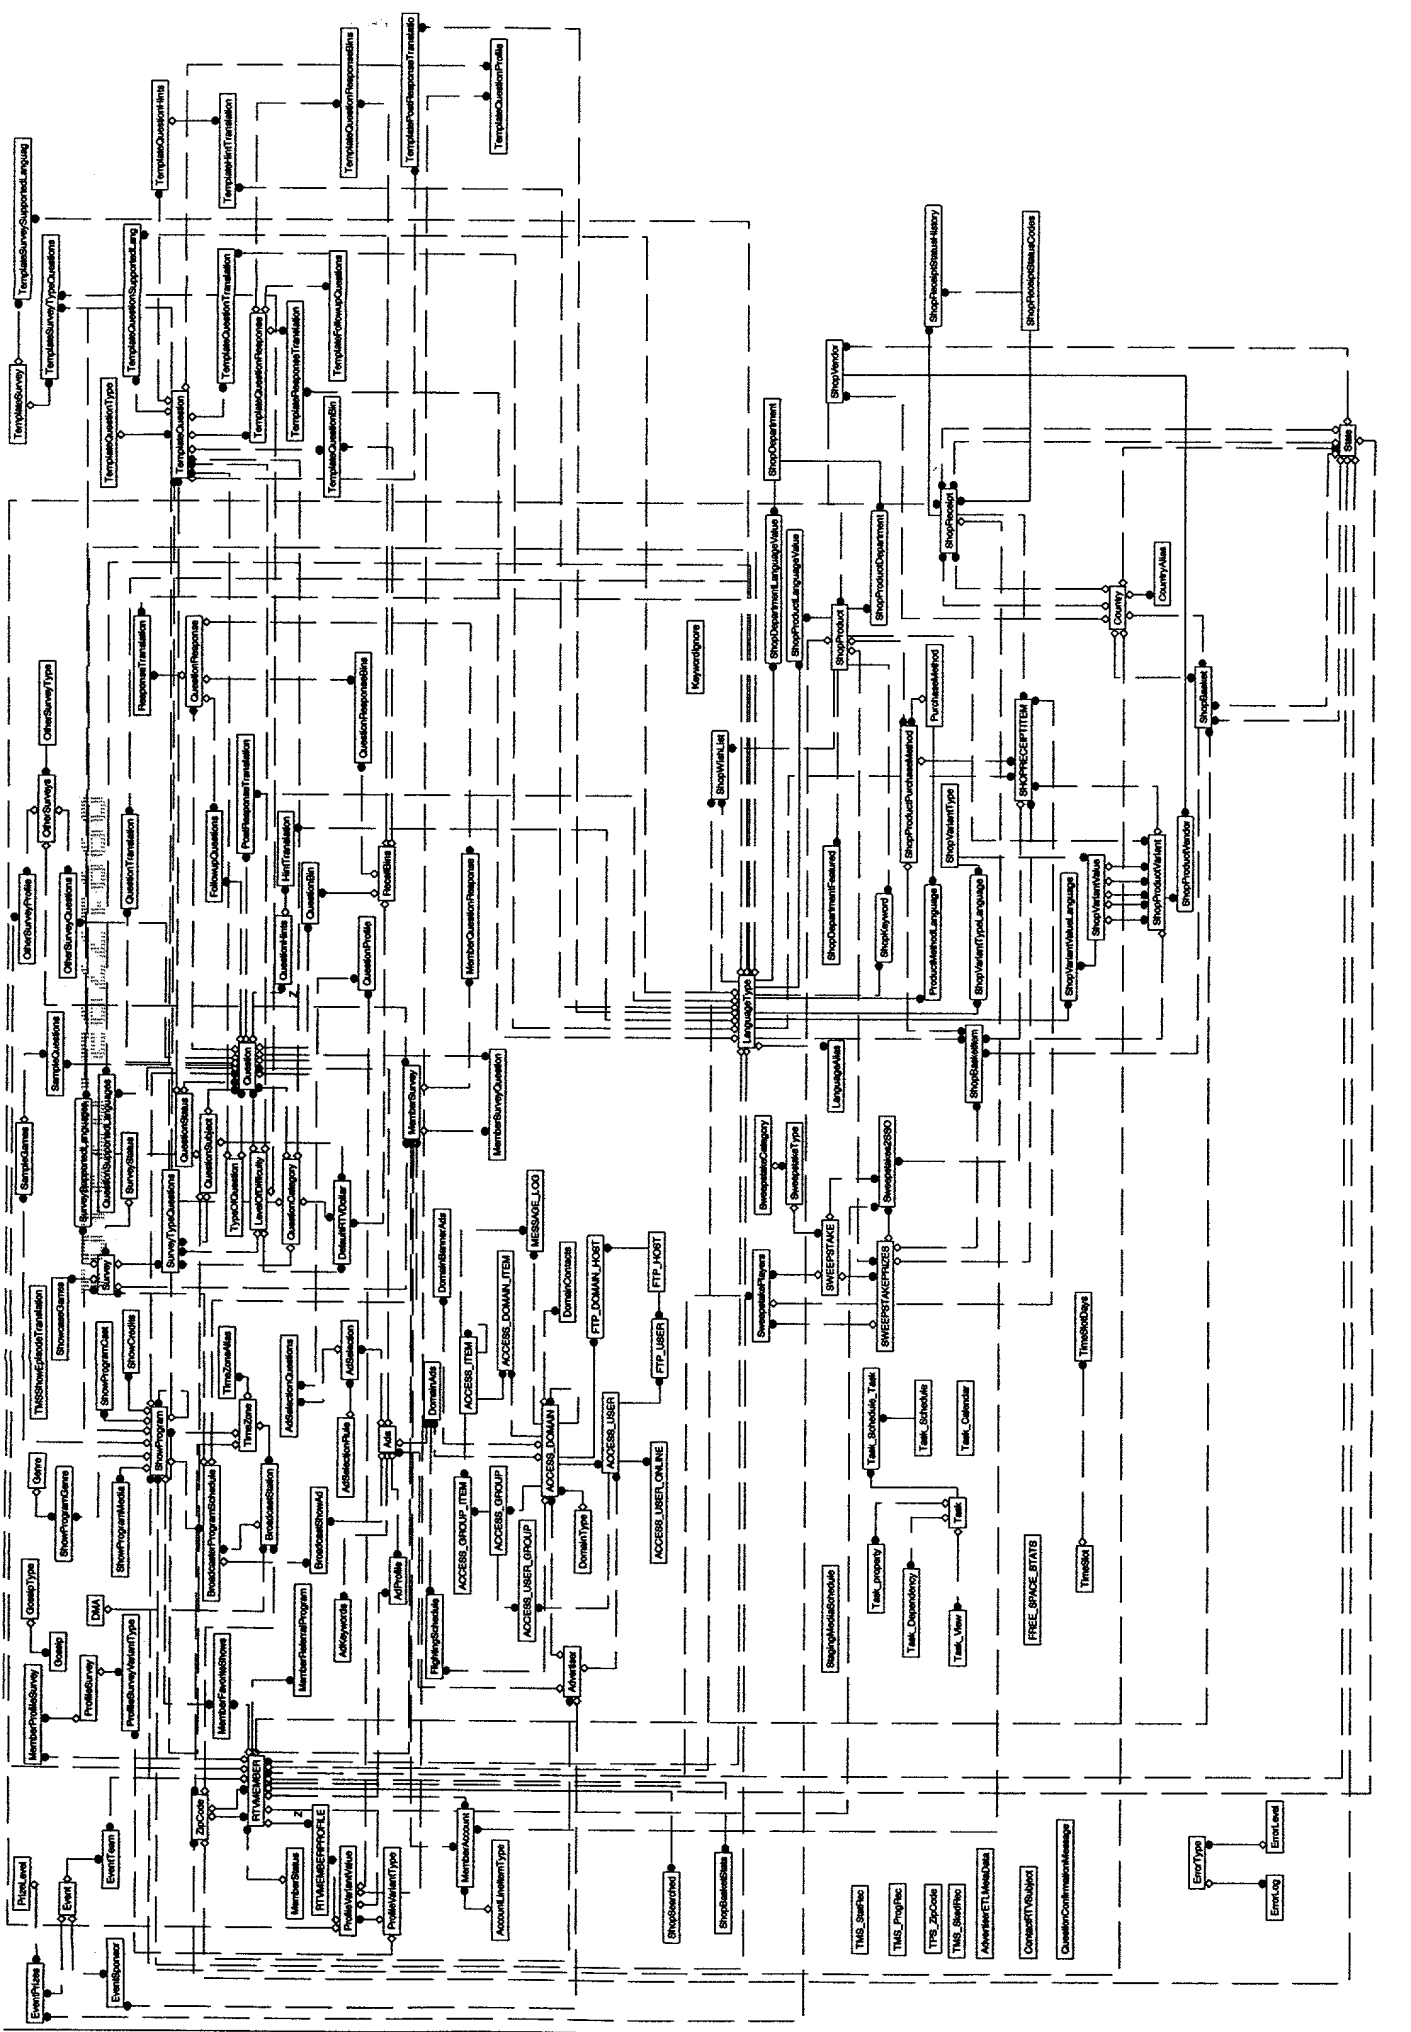 TemplateSurveySupportedLanguag
TemplateSurvey
TemplateSurveyTypeQuestions
TemplateQuestionHints
TemplateHintTranslation
TemplateQuestionSupportedLang
TemplateQuestionType
TemplateQuestion
TemplateQuestionTranslation
TemplateQuestionResponse
TemplateResponseTranslation
TemplateFollowupQuestions
TemplateQuestionBin
TemplateQuestionResponseBins
TemplatePostResponseTranslatio
TemplateQuestionProfile
ShopReceiptStatusHistory
ShopReceiptStatusCodes
ShopVendor
ShopDepartment
ShopReceipt
State
Country
CountryAlias
ShopDepartmentLanguageValue
ShopProductLanguageValue
ShopProductDepartment
ShopProduct
KeywordIgnore
OtherSurveyType
OtherSurveys
OtherSurveyProfile
OtherSurveyQuestions
ResponseTranslation
QuestionResponse
QuestionResponseBins
QuestionTranslation
FollowupQuestions
PostResponseTranslation
HintTranslation
QuestionHints
QuestionBin
RecallBins
QuestionProfile
MemberQuestionResponse
ShopWishList
ShopDepartmentFeatured
ShopKeyword
ShopProductPurchaseMethod
PurchaseMethod
ProductMethodLanguage
ShopVariantType
ShopVariantTypeLanguage
SHOPRECEIPTITEM
ShopVariantValueLanguage
ShopVariantValue
ShopProductVariant
ShopProductVendor
ShopBasket
LanguageType
LanguageAlias
ShopBasketItem
SampleQuestions
SampleGames
SurveySupportedLanguages
QuestionSupportedLanguages
SurveyStatus
Survey
SurveyTypeQuestions
QuestionStatus
QuestionSubject
Question
TypeOfQuestion
LevelOfDifficulty
QuestionCategory
DefaultRTVDollar
MemberSurvey
MemberSurveyQuestion
SweepstakeCategory
SweepstakeType
Sweepstakes2SSO
SWEEPSTAKE
SWEEPSTAKEPRIZES
SweepstakePlayers
TMSShowEpisodeTranslation
ShowcaseGames
ShowProgramCast
ShowCredits
ShowProgram
TimeZoneAlias
TimeZone
AdSelectionQuestions
AdSelection
AdSelectionRule
Ads
DomainAds
DomainBannerAds
MESSAGE_LOG
ACCESS_DOMAIN_ITEM
ACCESS_ITEM
DomainContacts
FTP_DOMAIN_HOST
FTP_HOST
FTP_USER
ACCESS_DOMAIN
ACCESS_USER
ACCESS_USER_ONLINE
ACCESS_GROUP_ITEM
ACCESS_GROUP
ACCESS_USER_GROUP
DomainType
Genre
ShowProgramGenre
ShowProgramMedia
BroadcasterProgramSchedule
BroadcastStation
BroadcastShowAd
GossipType
Gossip
DMA
AdKeywords
AdProfile
FlightingSchedule
Advertiser
MemberReferralProgram
MemberProfileSurvey
ProfileSurvey
ProfileSurveyVariantType
MemberFavoriteShows
RTVMEMBER
ZipCode
Z
MemberStatus
RTVMEMBERPROFILE
ProfileVariantValue
ProfileVariantType
MemberAccount
AccountLineItemType
PrizeLevel
Event
EventTeam
EventPrizes
EventSponsor
ShopSearched
ShopBasketStats
Task_Schedule_Task
Task_Schedule
Task_Calendar
Task
Task_property
Task_Dependency
Task_View
StagingMediaSchedule
FREE_SPACE_STATS
TimeSlotDays
TimeSlot
TMS_StatRec
TMS_ProgRec
TPS_ZipCode
TMS_SkedRec
AdvertiserETLMetaData
ContactRTVSubject
QuestionConfirmationMessage
ErrorType
ErrorLevel
ErrorLog